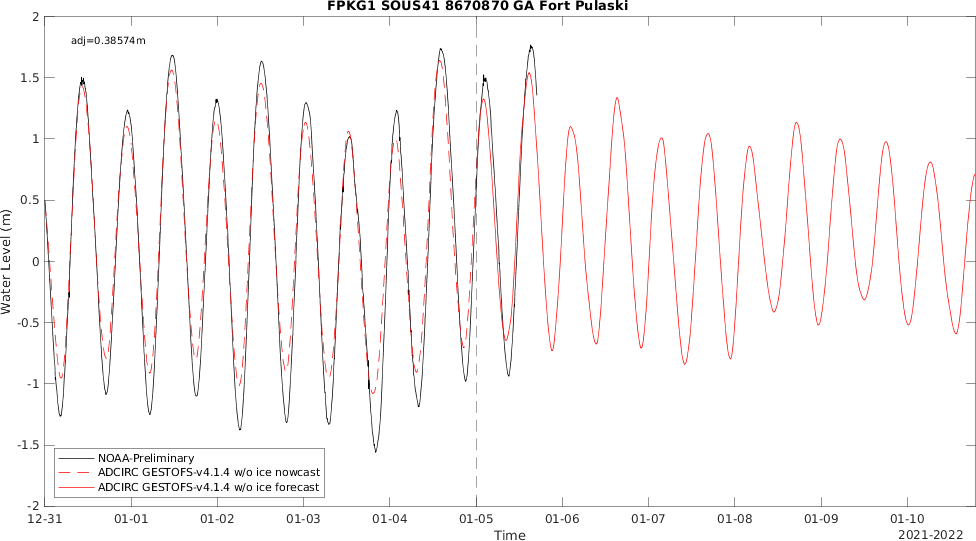 FPKG1 SOUS41 8670870 GA Fort Pulaski
adj=0.38574m
2
1.5
1
0.5
0
-0.5
-1
-1.5
-2
Water Level (m)
NOAA-Preliminary
ADCIRC GESTOFS-v4.1.4 w/o ice nowcast
ADCIRC GESTOFS-v4.1.4 w/o ice forecast
12-31 01-01 01-02 01-03 01-04 01-05 01-06 01-07 01-08 01-09 01-10
Time
2021-2022